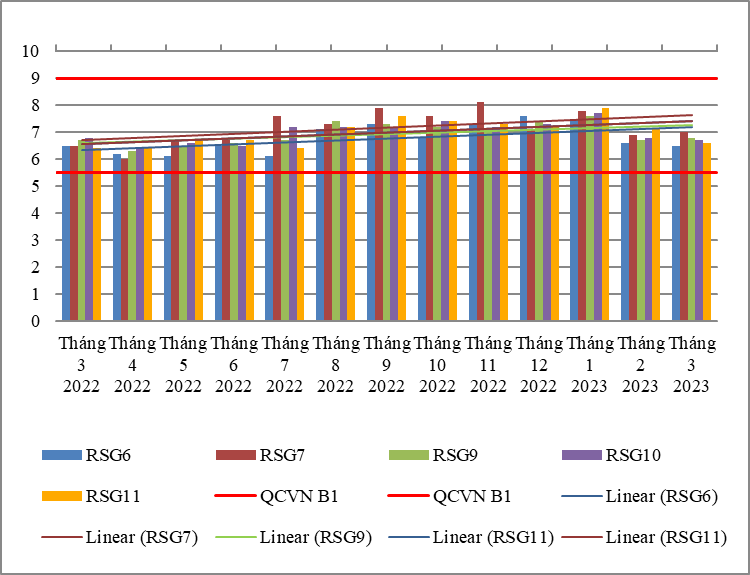 10
9
8
7
6
5
4
3
2
1
0
Tháng Tháng Tháng Tháng Tháng Tháng Tháng Tháng Tháng Tháng Tháng Tháng Tháng
3 4 5 6 7 8 9 10 11 12 1 2 3
2022 2022 2022 2022 2022 2022 2022 2022 2022 2022 2023 2023 2023
RSG6 RSG7 RSG9 RSG10
RSG11 QCVN B1 QCVN B1 Linear (RSG6)
Linear (RSG7) Linear (RSG9) Linear (RSG11) Linear (RSG11)